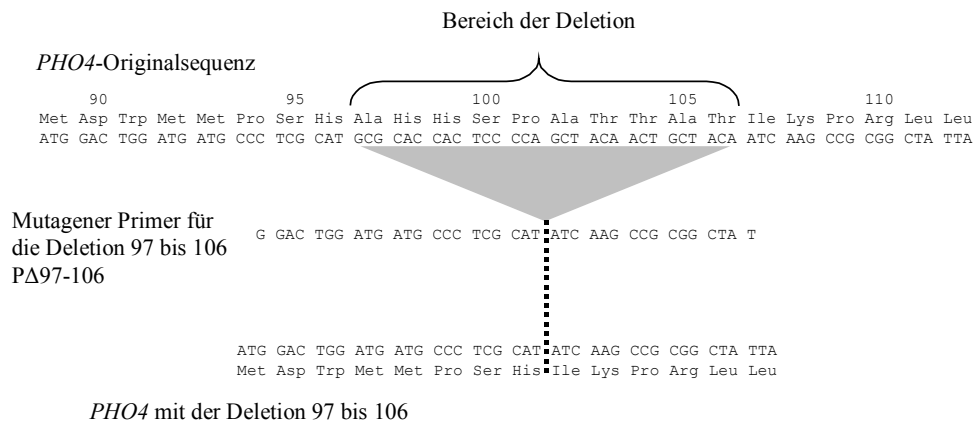 Bereich der Deletion
PHO4-Originalsequenz
90 95 100 105 110
Met Asp Trp Met Met Pro Ser His Ala His His Ser Pro Ala Thr Thr Ala Thr Ile Lys Pro Arg Leu Leu
ATG GAC TGG ATG ATG CCC TCG CAT GCG CAC CAC TCC CCA GCT ACA ACT GCT ACA ATC AAG CCG CGG CTA TTA
Mutagener Primer für
die Deletion 97 bis 106
PΔ97-106
G GAC TGG ATG ATG CCC TCG CAT ATC AAG CCG CGG CTA T
ATG GAC TGG ATG ATG CCC TCG CAT ATC AAG CCG CGG CTA TTA
Met Asp Trp Met Met Pro Ser His Ile Lys Pro Arg Leu Leu
PHO4 mit der Deletion 97 bis 106